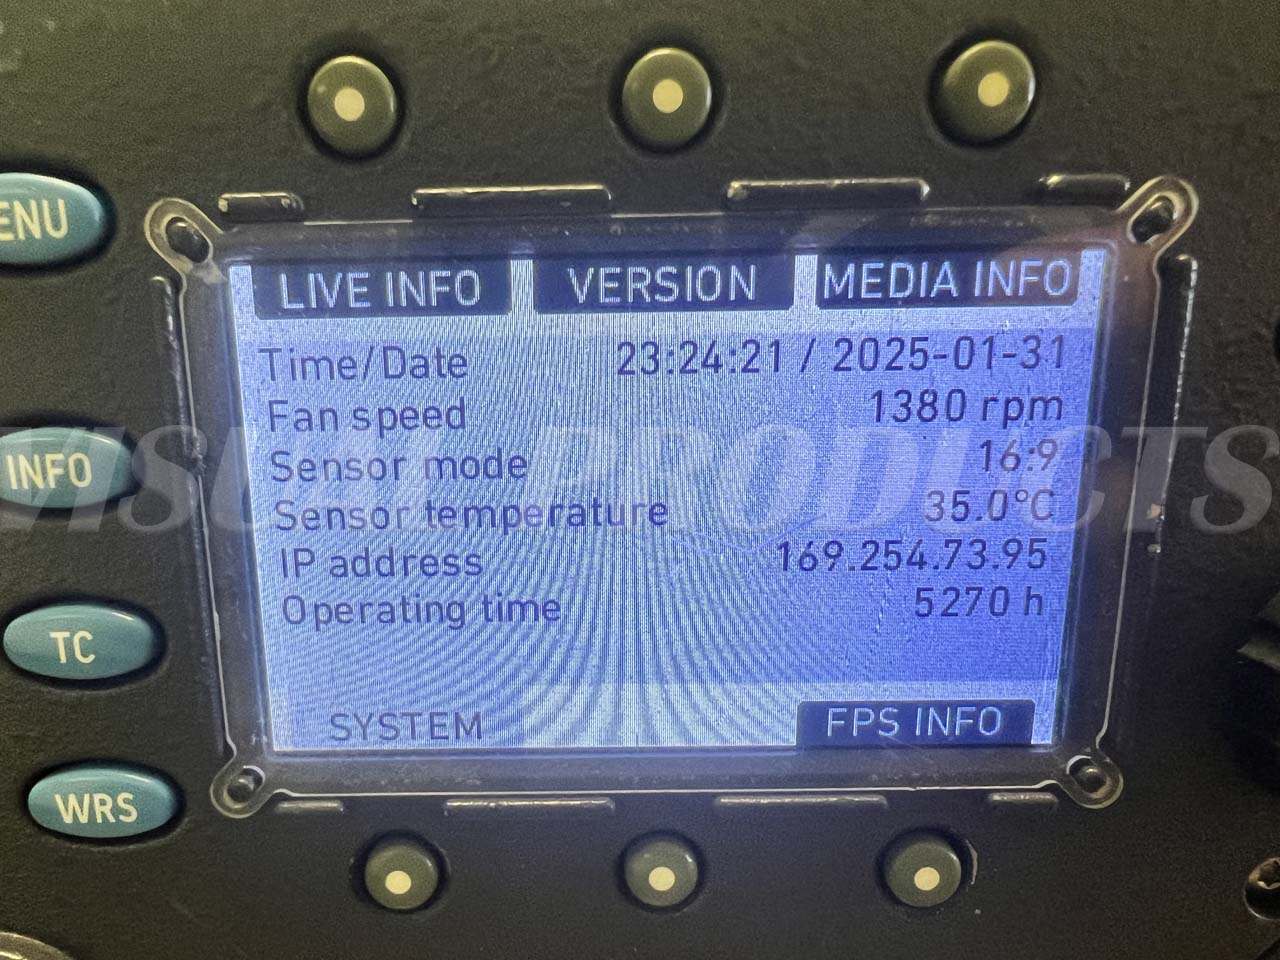 LIVE INFO VERSION MEDIA INFO
ENU
Time/Date 23:24:21 / 2025-01-31
Fan speed 1380 rpm
INFO
Sensor mode 16:9
VISUAL PRODUCTS
Sensor temperature 35.0°C
IP address 169.254.73.95
Operating time 5270 h
TC
SYSTEM FPS INFO
WRS